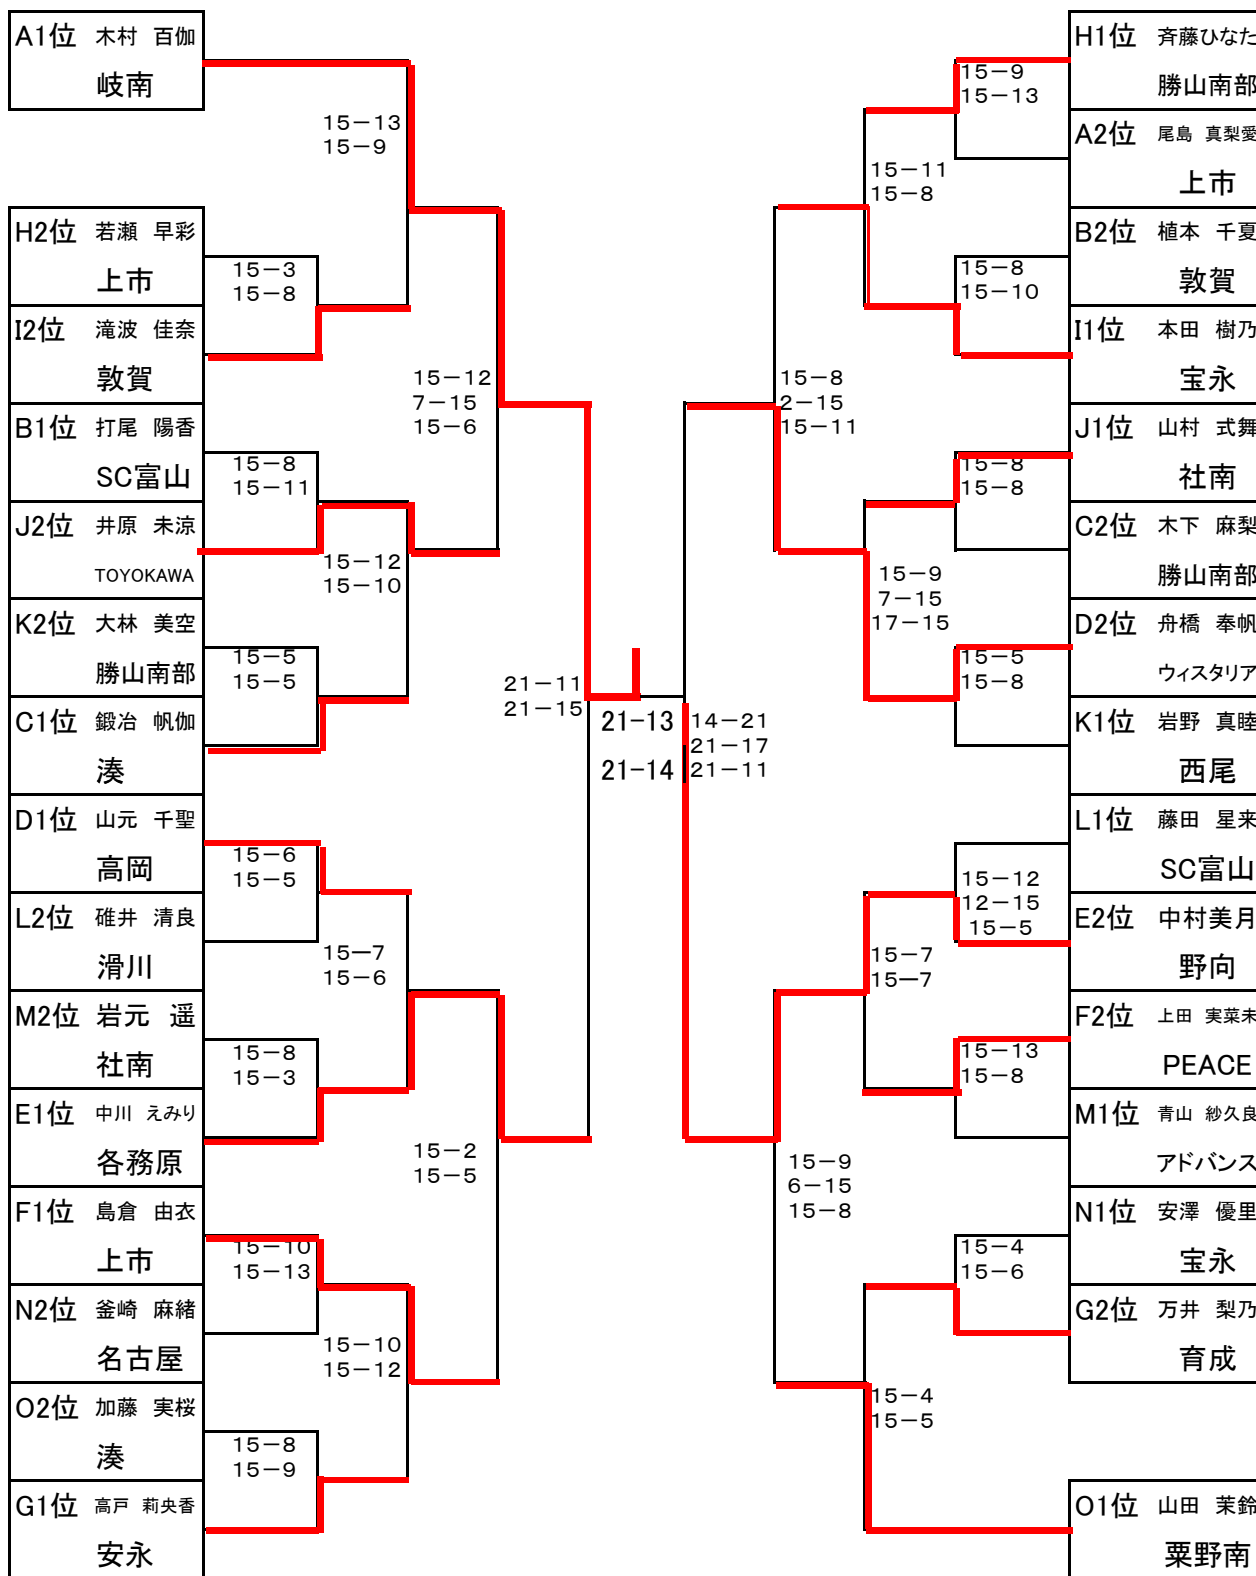 A1位 木村 百伽
岐南
H2位 若瀬 早彩
上市
I2位 滝波 佳奈
敦賀
B1位 打尾 陽香
SC富山
J2位 井原 未涼
TOYOKAWA
K2位 大林 美空
勝山南部
C1位 鍛冶 帆伽
湊
D1位 山元 千聖
高岡
L2位 碓井 清良
滑川
M2位 岩元 遥
社南
E1位 中川 えみり
各務原
F1位 島倉 由衣
上市
N2位 釜崎 麻緒
名古屋
O2位 加藤 実桜
湊
G1位 高戸 莉央香
安永
15－3
15－8
15－8
15－11
15－5
15－5
15－6
15－5
15－8
15－3
15－10
15－13
15－8
15－9
15－13
15－9
15－12
15－10
15－7
15－6
15－10
15－12
15－12
7－15
15－6
15－2
15－5
21－11
21－15
21-13
21-14
14－21
21－17
21－11
15－8
2－15
15－11
15－9
6－15
15－8
15－11
15－8
15－9
7－15
17－15
15－7
15－7
15－4
15－5
15－9
15－13
15－8
15－10
15－8
15－8
15－5
15－8
15－12
12－15
15－5
15－13
15－8
15－4
15－6
H1位 斉藤ひなた
勝山南部
A2位 尾島 真梨愛
上市
B2位 植本 千夏
敦賀
I1位 本田 樹乃
宝永
J1位 山村 式舞
社南
C2位 木下 麻梨
勝山南部
D2位 舟橋 奉帆
ウィスタリア
K1位 岩野 真睦
西尾
L1位 藤田 星来
SC富山
E2位 中村美月
野向
F2位 上田 実菜未
PEACE
M1位 青山 紗久良
アドバンス
N1位 安澤 優里
宝永
G2位 万井 梨乃
育成
O1位 山田 茉鈴
粟野南